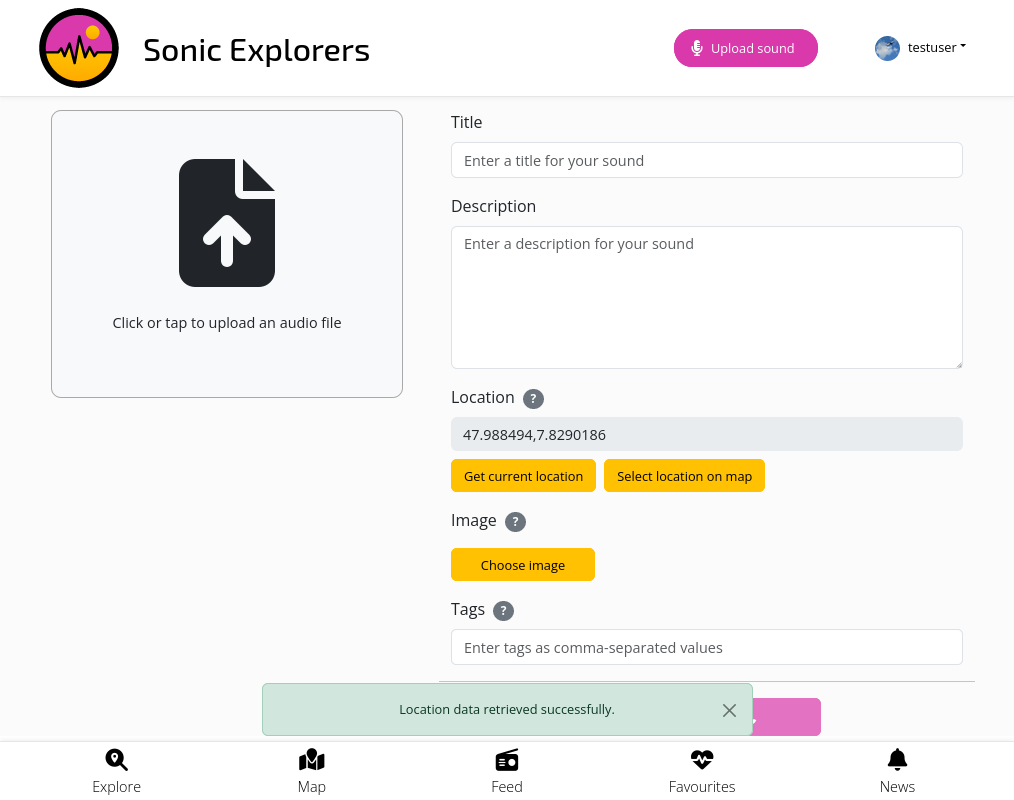 Sonic Explorers
Upload sound
testuser
Click or tap to upload an audio file
Title
Enter a title for your sound
Description
Enter a description for your sound
Location ?
47.988494,7.8290186
Get current location
Select location on map
Image ?
Choose image
Tags ?
Enter tags as comma-separated values
Location data retrieved successfully.
Explore
Map
Feed
Favourites
News